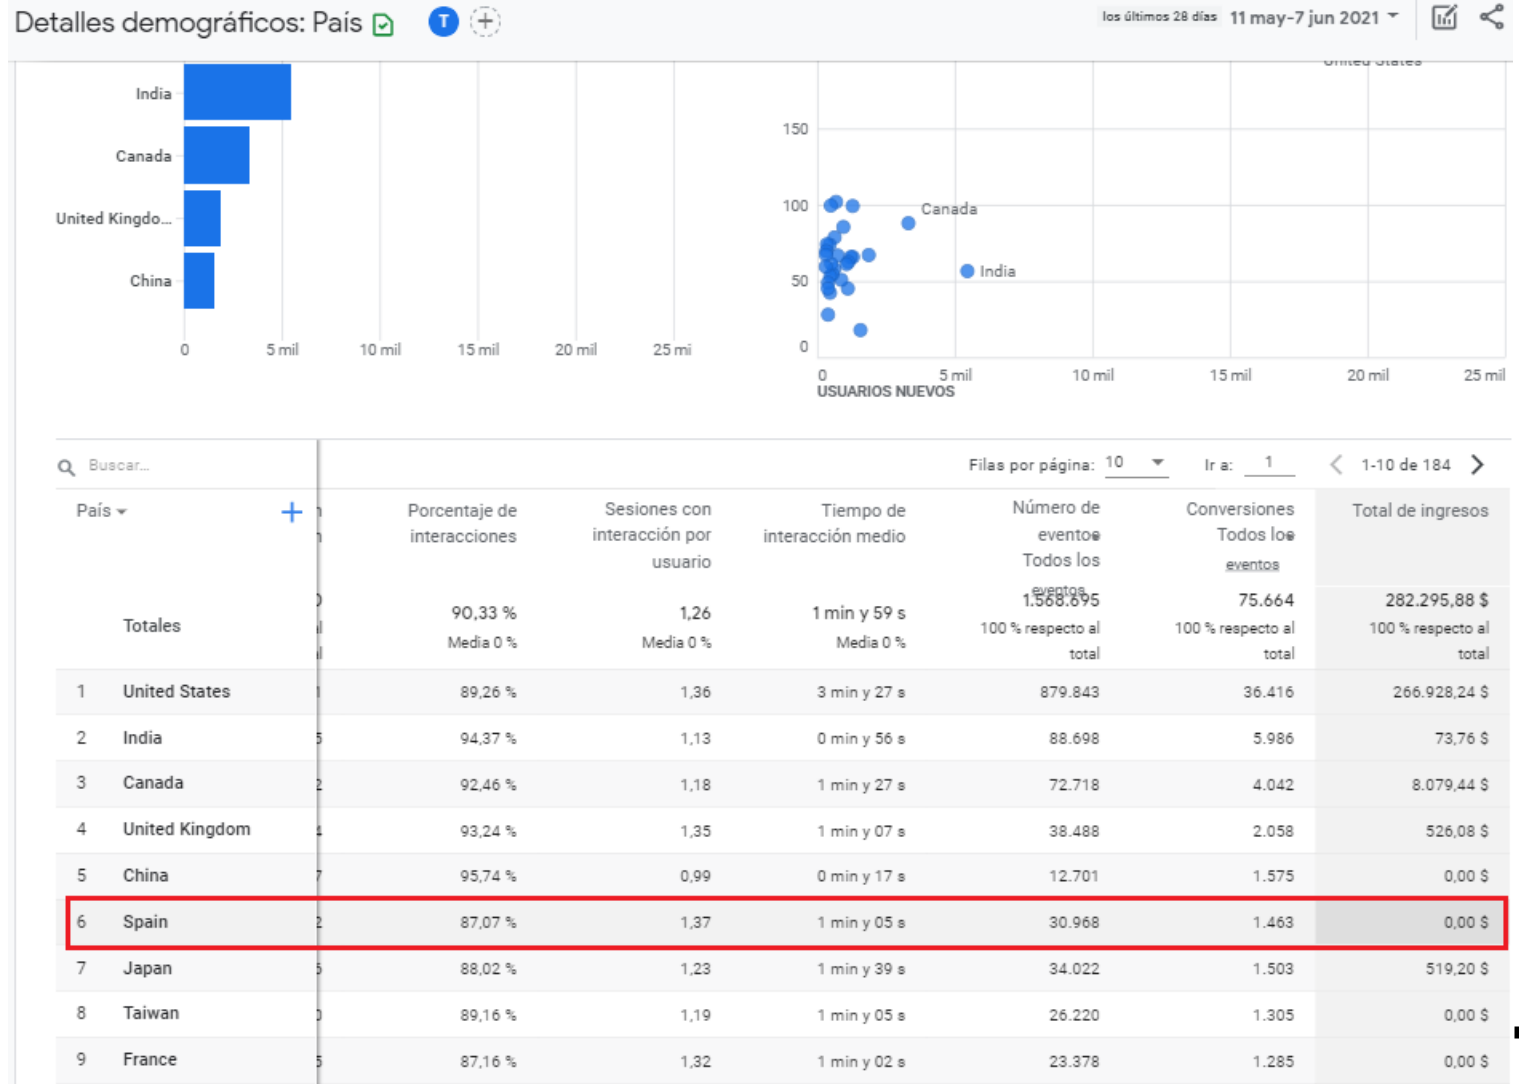 Detalles demográficos: País
T
los últimos 28 días 11 may-7 jun 2021
India
Canada
United Kingdo...
China
0 5 mil 10 mil 15 mil 20 mil 25 mi
United States
150
100
50
0
Canada
India
0 5 mil 10 mil 15 mil 20 mil 25 mil
USUARIOS NUEVOS
Buscar...
Filas por página: 10 Ir a: 1 1-10 de 184
País
Porcentaje de interacciones
Sesiones con interacción por usuario
Tiempo de interacción medio
Número de eventos Todos los eventos
Conversiones Todos los eventos
Total de ingresos
Totales 90,33 % 1,26 1 min y 59 s 1.568.695 75.664 282.295,88 $
Media 0 % Media 0 % Media 0 % 100 % respecto al total 100 % respecto al total 100 % respecto al total
1 United States 89,26 % 1,36 3 min y 27 s 879.843 36.416 266.928,24 $
2 India 94,37 % 1,13 0 min y 56 s 88.698 5.986 73,76 $
3 Canada 92,46 % 1,18 1 min y 27 s 72.718 4.042 8.079,44 $
4 United Kingdom 93,24 % 1,35 1 min y 07 s 38.488 2.058 526,08 $
5 China 95,74 % 0,99 0 min y 17 s 12.701 1.575 0,00 $
6 Spain 87,07 % 1,37 1 min y 05 s 30.968 1.463 0,00 $
7 Japan 88,02 % 1,23 1 min y 39 s 34.022 1.503 519,20 $
8 Taiwan 89,16 % 1,19 1 min y 05 s 26.220 1.305 0,00 $
9 France 87,16 % 1,32 1 min y 02 s 23.378 1.285 0,00 $